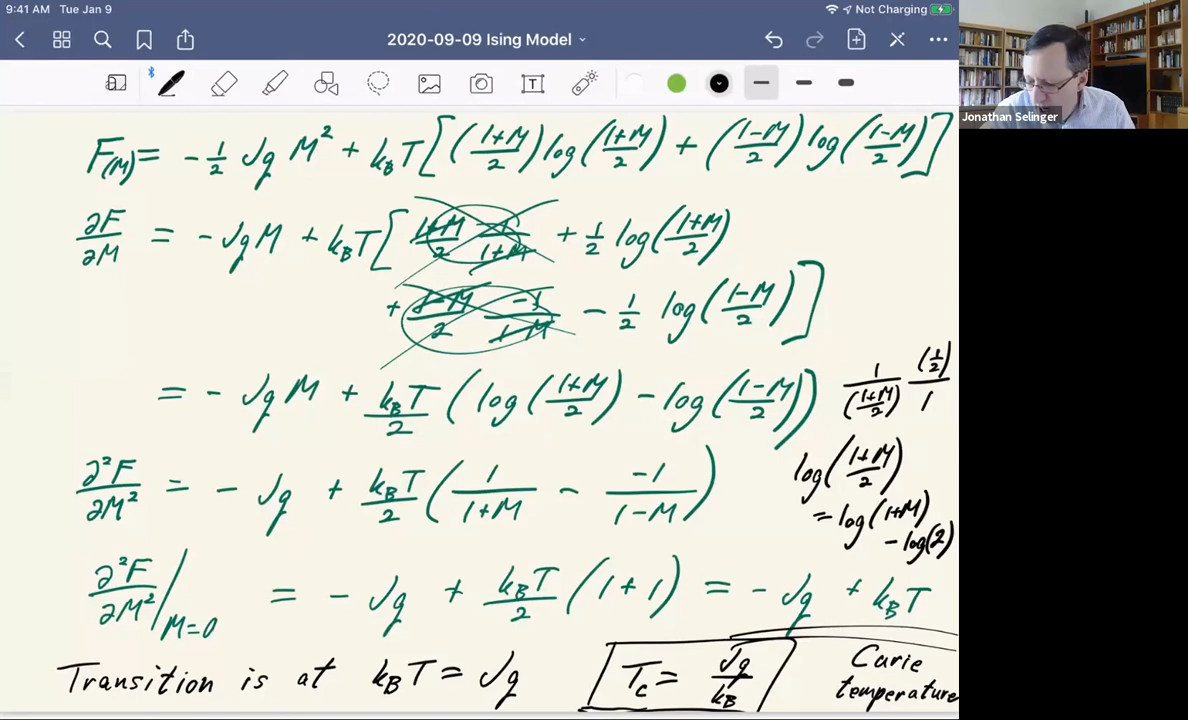 9:41 AM Tue Jan 9
Not Charging
2020-09-09 Ising Model
T
Jonathan Selinger
F(M) = -½ Jq M² + k_B T [ ((1+M)/2) log((1+M)/2) + ((1-M)/2) log((1-M)/2) ]
∂F/∂M = - JqM + k_B T [ (1+M)/2 1/(1+M) + ½ log((1+M)/2)
+ (1-M)/2 -1/(1-M) - ½ log((1-M)/2) ]
= - Jq M + k_B T/2 ( log((1+M)/2) - log((1-M)/2) )
1/((1+M)/2) (½)/1
∂²F/∂M² = - Jq + k_B T/2 ( 1/(1+M) - -1/(1-M) )
log((1+M)/2)
= log(1+M)
- log(2)
∂²F/∂M² |M=0 = - Jq + k_B T/2 (1+1) = - Jq + k_B T
Transition is at k_B T = Jq
T_c = Jq/k_B
Curie
temperature